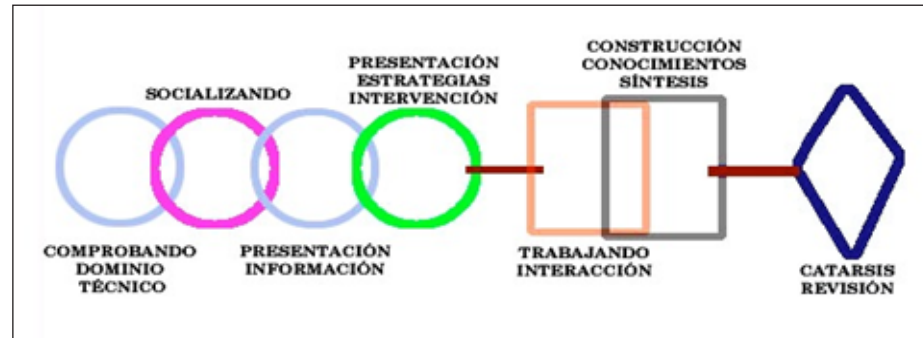 COMPROBANDO
DOMINIO
TÉCNICO
SOCIALIZANDO
PRESENTACIÓN
INFORMACIÓN
PRESENTACIÓN
ESTRATEGIAS
INTERVENCIÓN
TRABAJANDO
INTERACCIÓN
CONSTRUCCIÓN
CONOCIMIENTOS
SÍNTESIS
CATARSIS
REVISIÓN